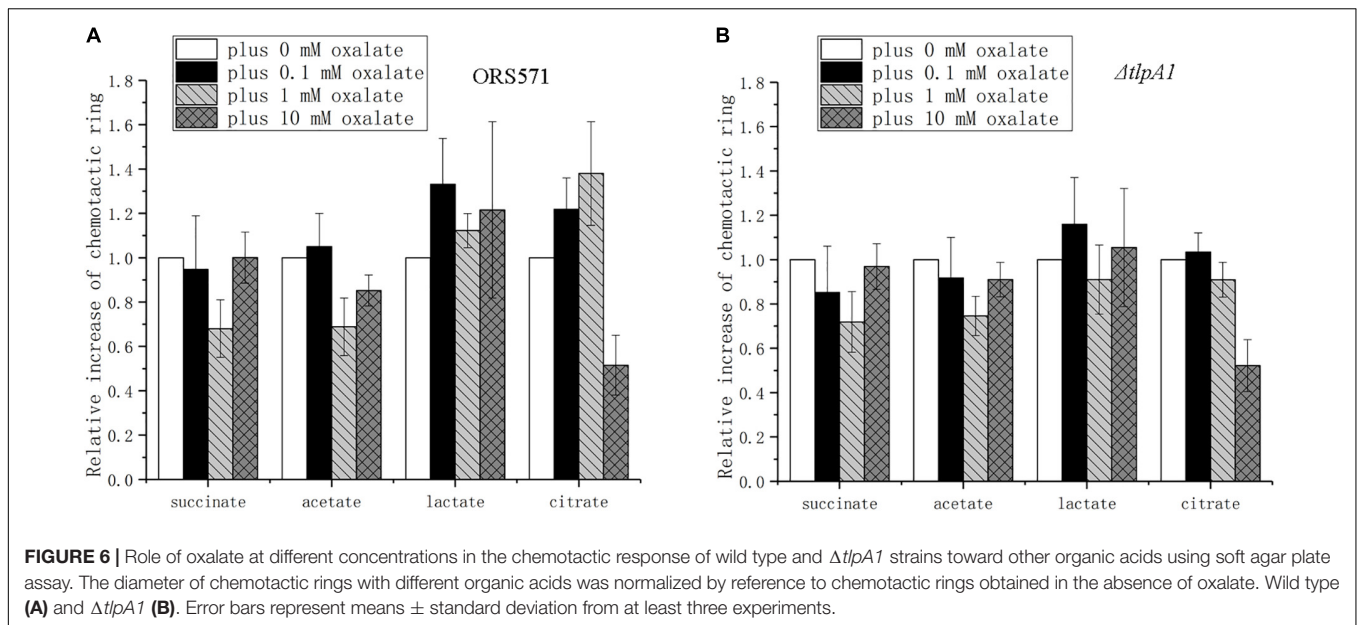 A
plus 0 mM oxalate
plus 0.1 mM oxalate
plus 1 mM oxalate
plus 10 mM oxalate
ORS571
Relative increase of chemotactic ring
1.8
1.6
1.4
1.2
1.0
0.8
0.6
0.4
0.2
0.0
succinate acetate lactate citrate
B
plus 0 mM oxalate
plus 0.1 mM oxalate
plus 1 mM oxalate
plus 10 mM oxalate
ΔtlpA1
Relative increase of chemotactic ring
1.8
1.6
1.4
1.2
1.0
0.8
0.6
0.4
0.2
0.0
succinate acetate lactate citrate
FIGURE 6 | Role of oxalate at different concentrations in the chemotactic response of wild type and ΔtlpA1 strains toward other organic acids using soft agar plate
assay. The diameter of chemotactic rings with different organic acids was normalized by reference to chemotactic rings obtained in the absence of oxalate. Wild type
(A) and ΔtlpA1 (B). Error bars represent means ± standard deviation from at least three experiments.